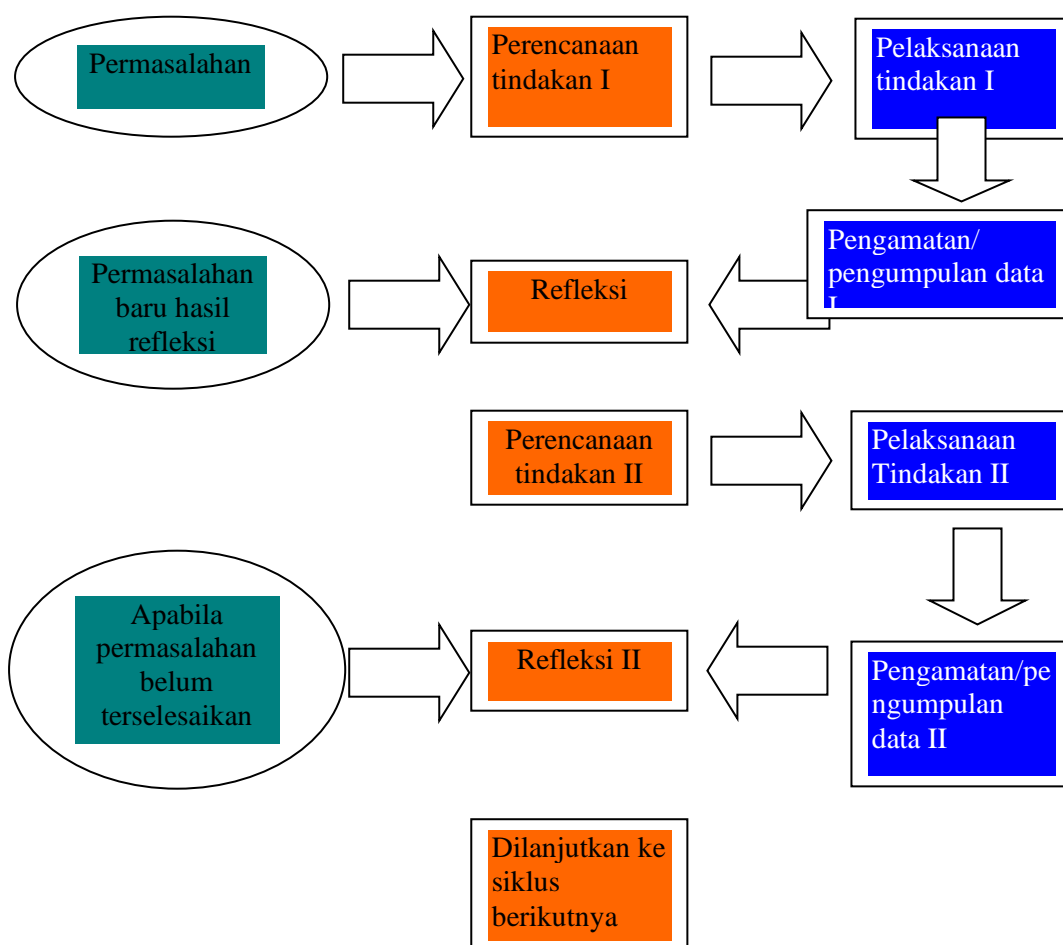 Permasalahan
Perencanaan
tindakan I
Pelaksanaan
tindakan I
Permasalahan
baru hasil
refleksi
Refleksi
Pengamatan/
pengumpulan data
I
Perencanaan
tindakan II
Pelaksanaan
Tindakan II
Apabila
permasalahan
belum
terselesaikan
Refleksi II
Pengamatan/pe
ngumpulan
data II
Dilanjutkan ke
siklus
berikutnya